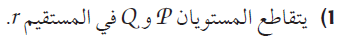 1) يتقاطع المستويان P و Q في المستقيم r.